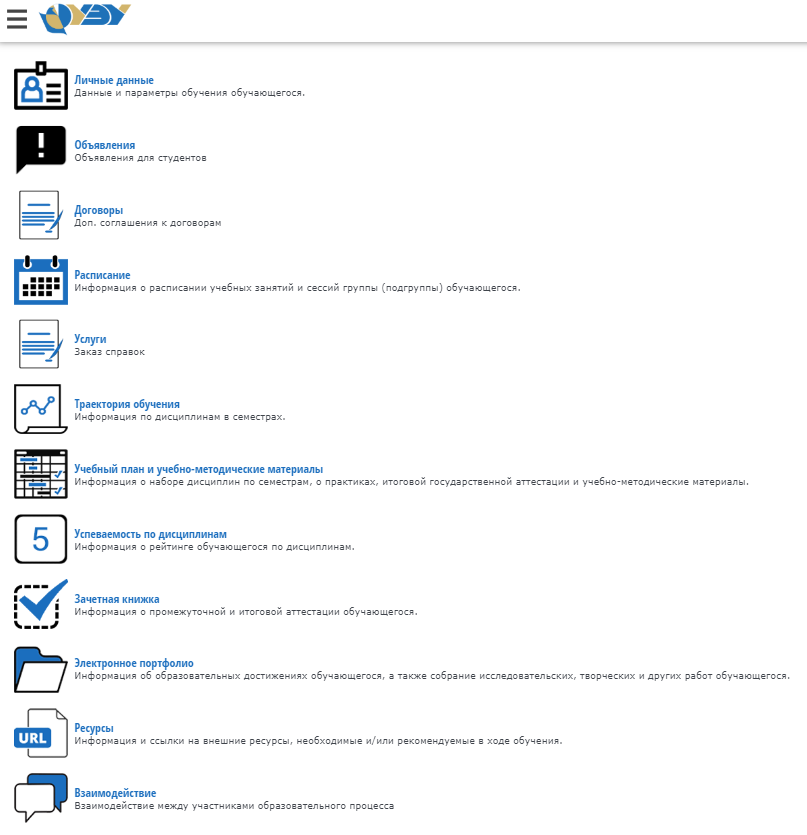 УЗУ
Личные данные
Данные и параметры обучения обучающегося.
!
Объявления
Объявления для студентов
Договоры
Доп. соглашения к договорам
Расписание
Информация о расписании учебных занятий и сессий группы (подгруппы) обучающегося.
Услуги
Заказ справок
Траектория обучения
Информация по дисциплинам в семестрах.
Учебный план и учебно-методические материалы
Информация о наборе дисциплин по семестрам, о практиках, итоговой государственной аттестации и учебно-методические материалы.
5
Успеваемость по дисциплинам
Информация о рейтинге обучающегося по дисциплинам.
Зачетная книжка
Информация о промежуточной и итоговой аттестации обучающегося.
Электронное портфолио
Информация об образовательных достижениях обучающегося, а также собрание исследовательских, творческих и других работ обучающегося.
URL
Ресурсы
Информация и ссылки на внешние ресурсы, необходимые и/или рекомендуемые в ходе обучения.
Взаимодействие
Взаимодействие между участниками образовательного процесса